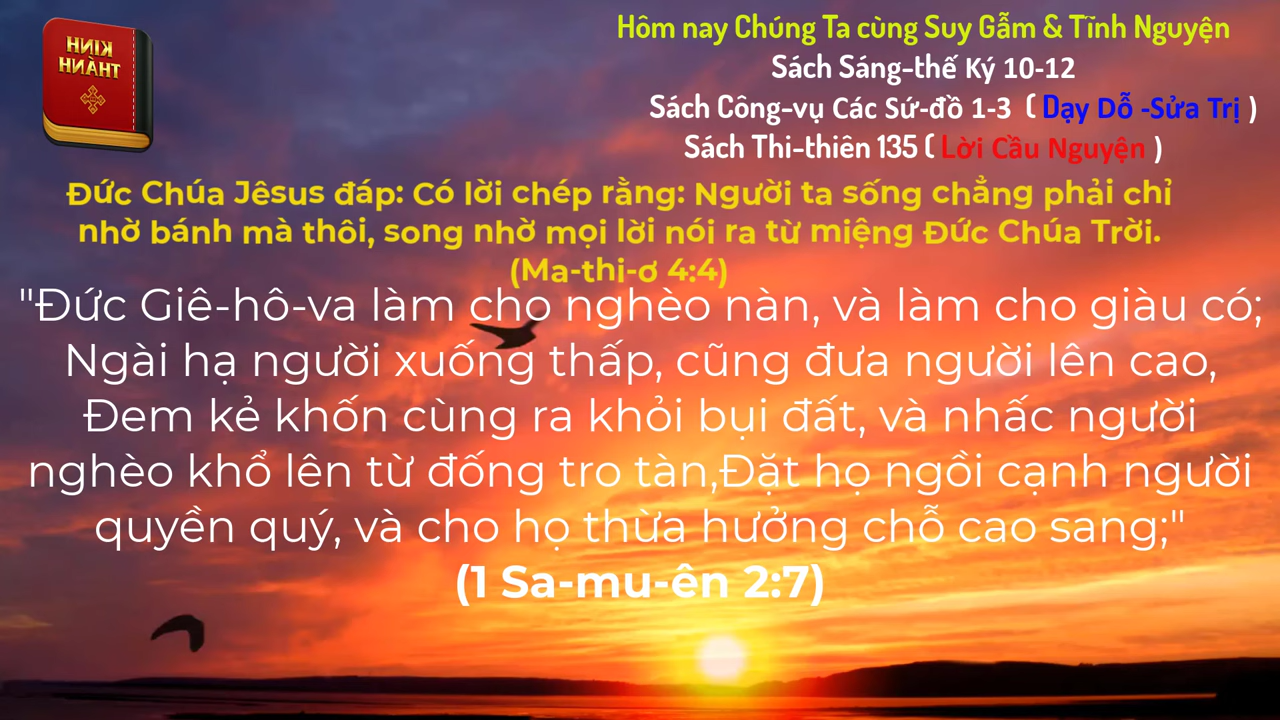 KINH
THÀNH
Hôm nay Chúng Ta cùng Suy Gẫm & Tĩnh Nguyện
Sách Sáng-thế Ký 10-12
Sách Công-vụ Các Sứ-đồ 1-3 ( Dạy Dỗ -Sửa Trị )
Sách Thi-thiên 135 ( Lời Cầu Nguyện )
Đức Chúa Jêsus đáp: Có lời chép rằng: Người ta sống chẳng phải chỉ
nhờ bánh mà thôi, song nhờ mọi lời nói ra từ miệng Đức Chúa Trời.
(Ma-thi-ơ 4:4)
"Đức Giê-hô-va làm cho nghèo nàn, và làm cho giàu có;
Ngài hạ người xuống thấp, cũng đưa người lên cao,
Đem kẻ khốn cùng ra khỏi bụi đất, và nhấc người
nghèo khổ lên từ đống tro tàn,Đặt họ ngồi cạnh người
quyền quý, và cho họ thừa hưởng chỗ cao sang;"
(1 Sa-mu-ên 2:7)